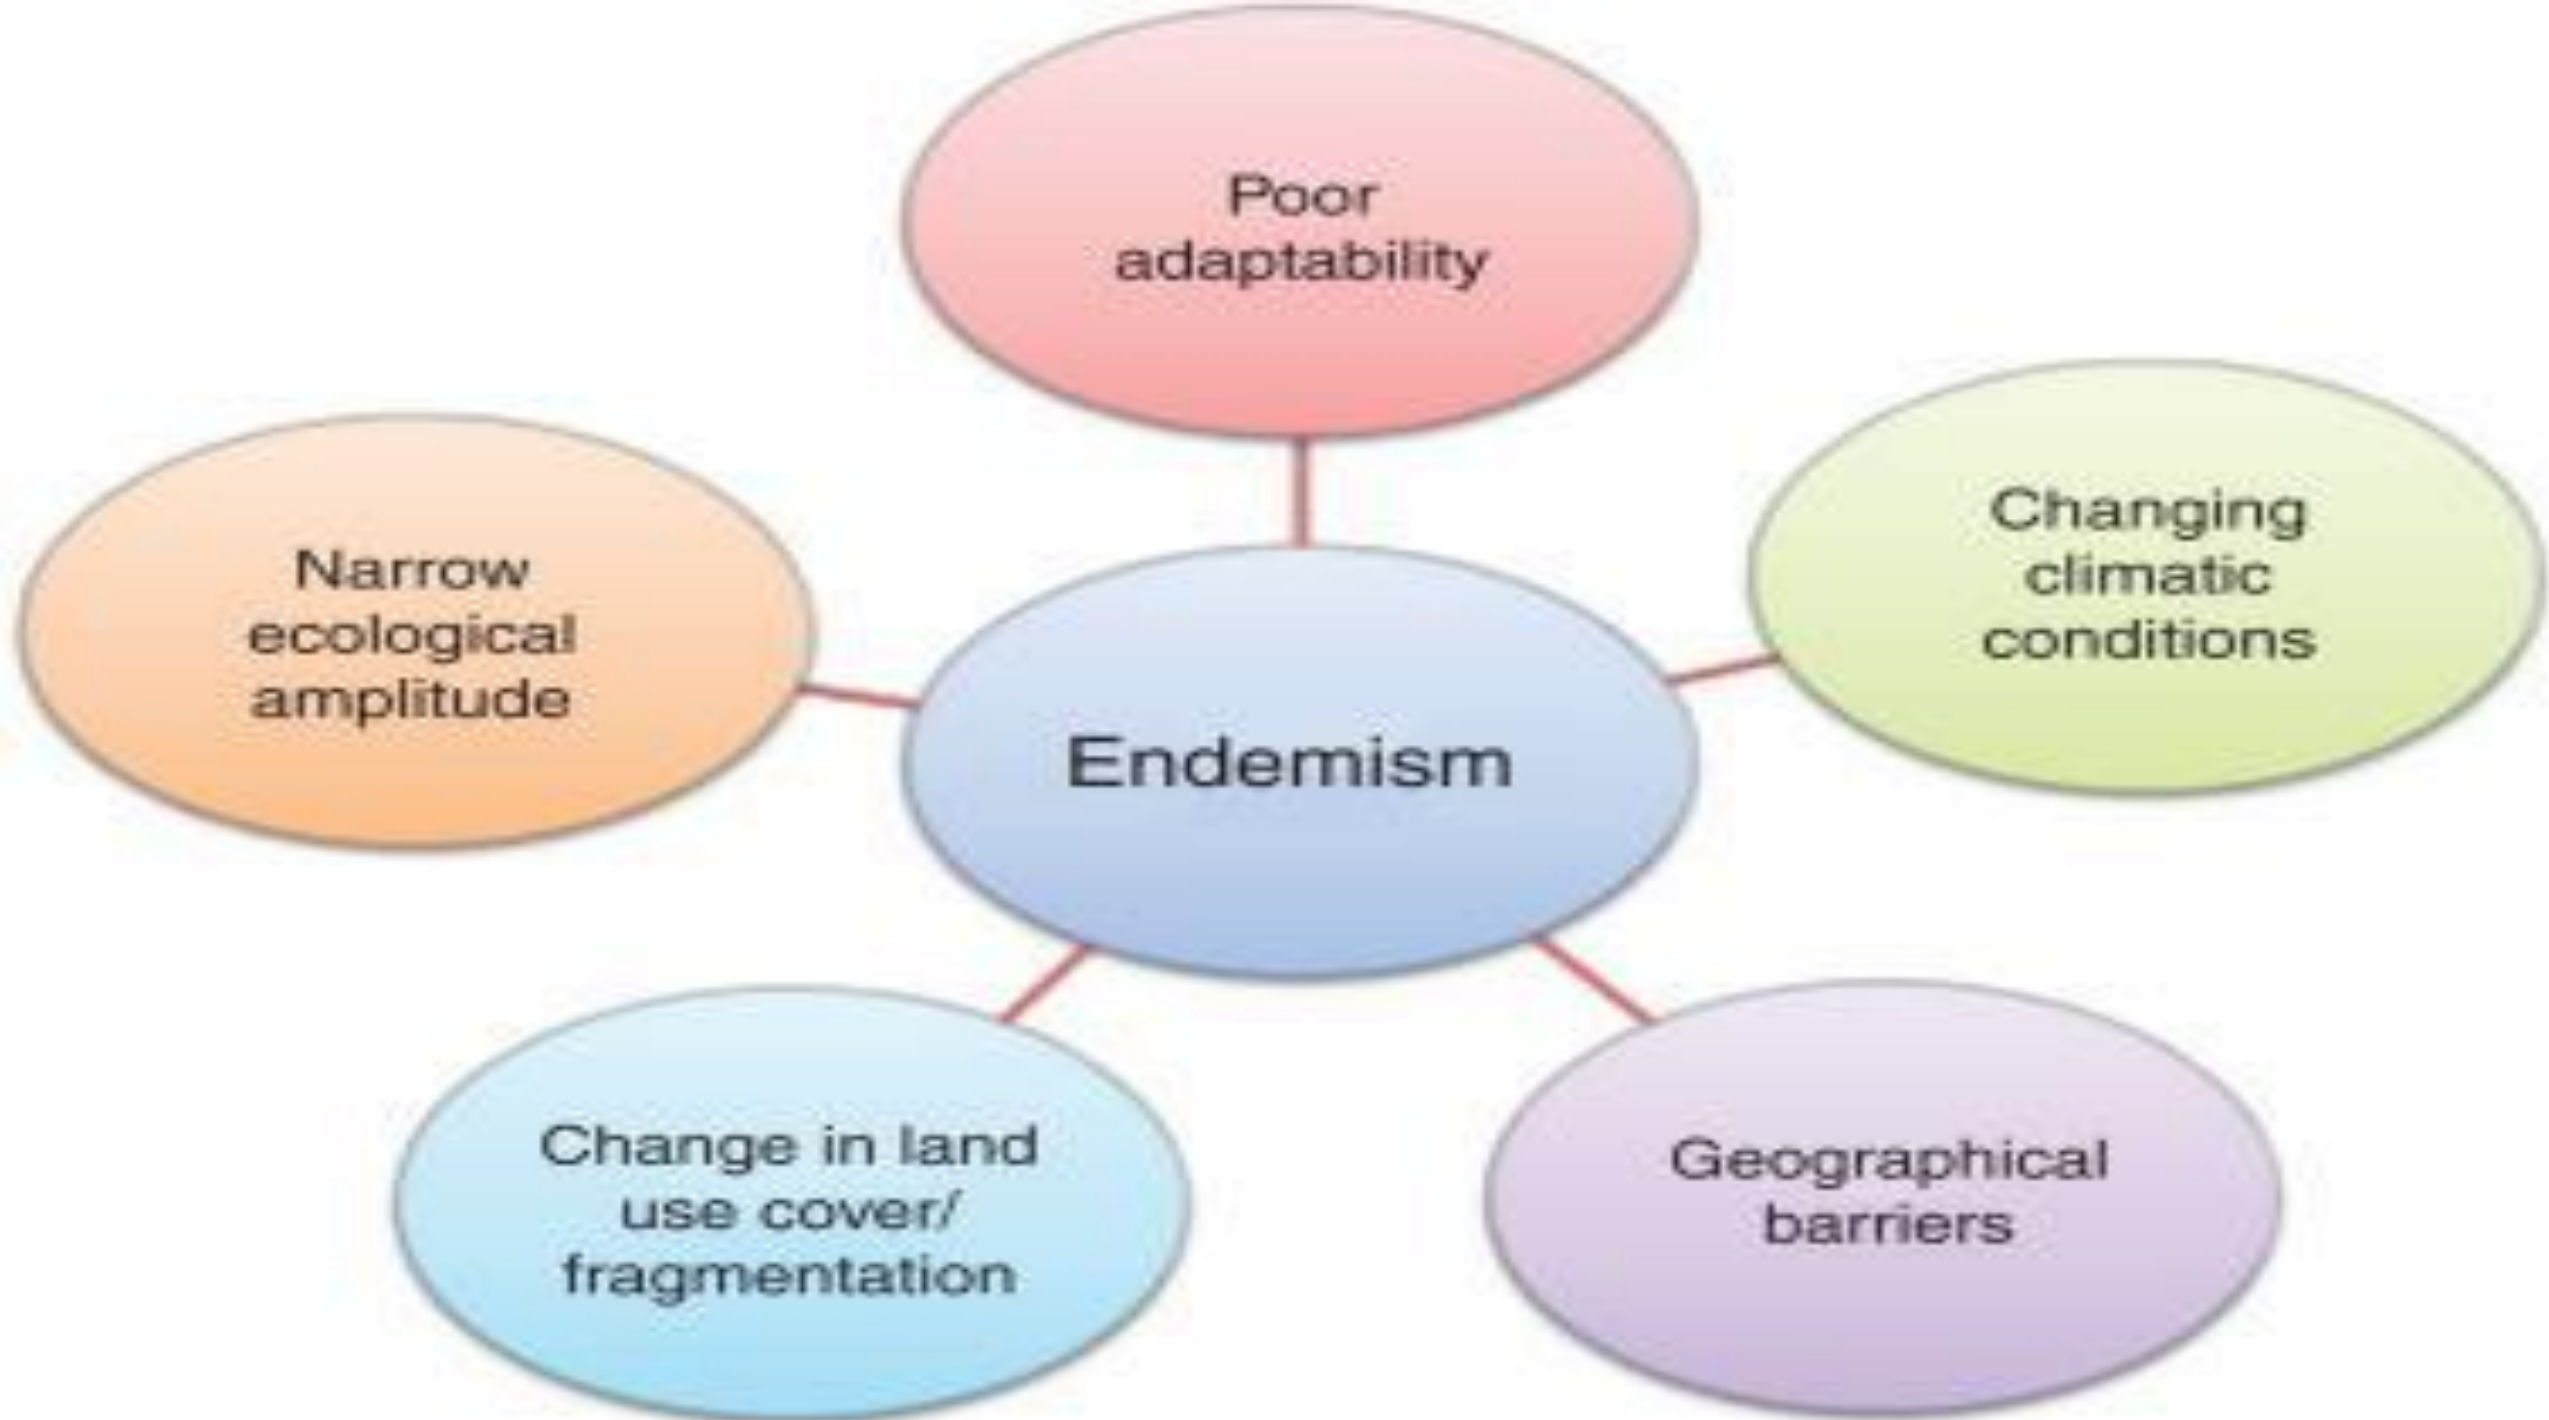 Poor
adaptability
Changing
climatic
conditions
Narrow
ecological
amplitude
Endemism
Change in land
use cover/
fragmentation
Geographical
barriers